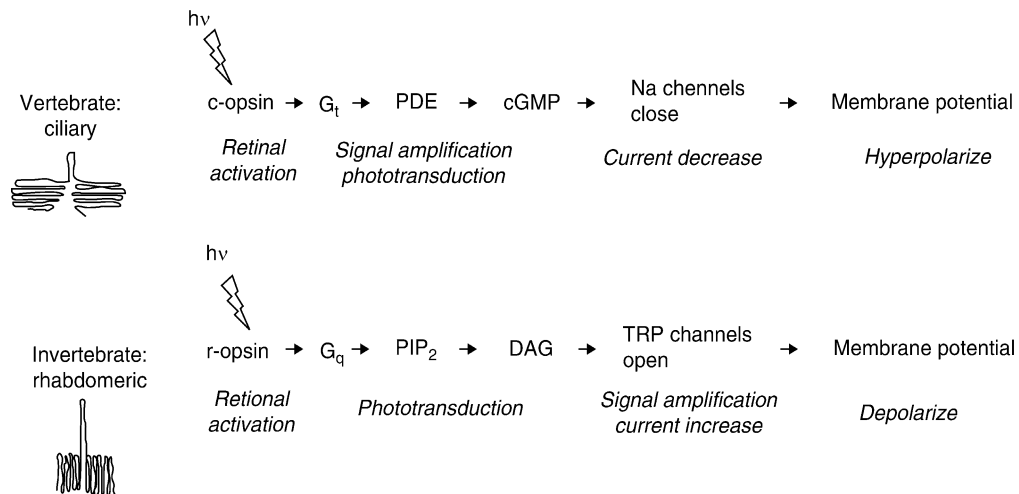 hν
Vertebrate:
ciliary
c-opsin → Gt → PDE → cGMP → Na chennels close → Membrane potential
Retinal activation
Signal amplification phototransduction
Current decrease
Hyperpolarize
hν
Invertebrate:
rhabdomeric
r-opsin → Gq → PIP2 → DAG → TRP channels open → Membrane potential
Retional activation
Phototransduction
Signal amplification current increase
Depolarize